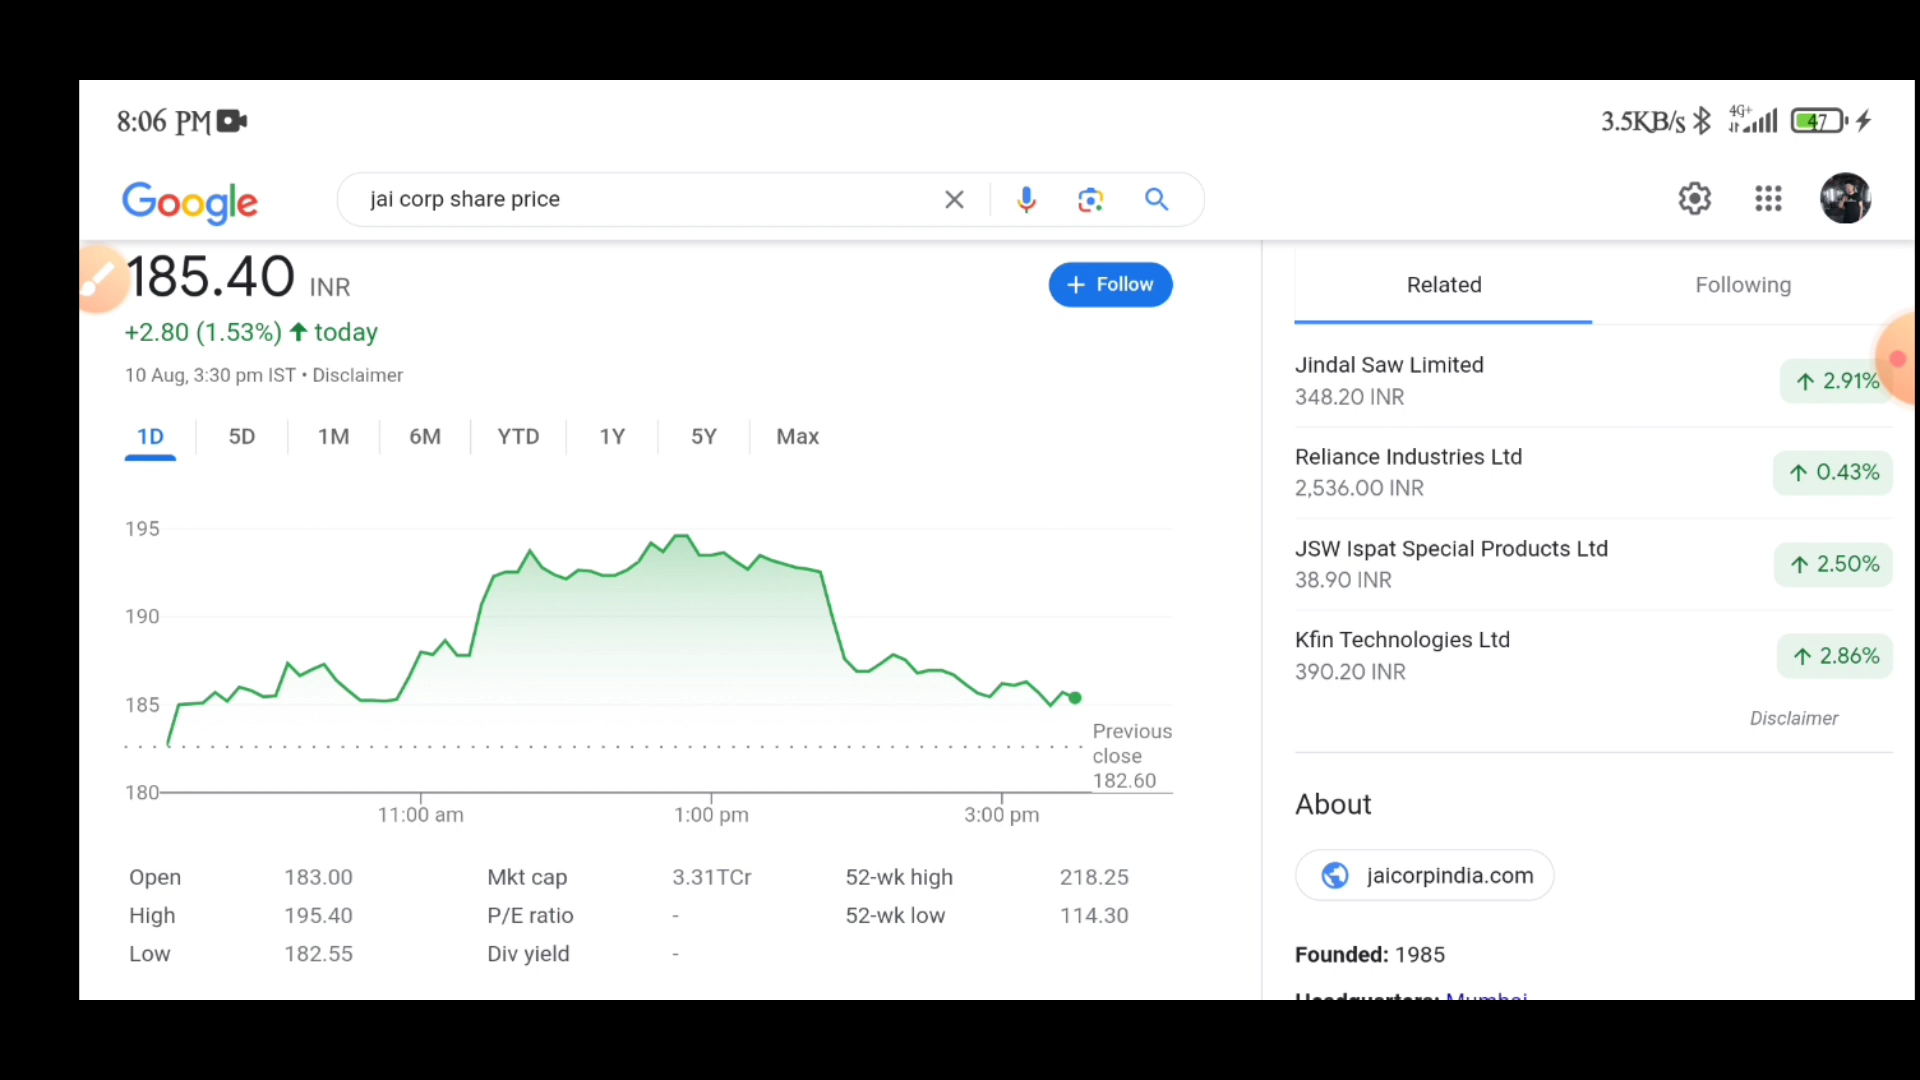 8:06 PM
3.5KB/s 4G+ 47
Google
jai corp share price
185.40 INR
+ Follow
+2.80 (1.53%) ↑ today
10 Aug, 3:30 pm IST • Disclaimer
1D 5D 1M 6M YTD 1Y 5Y Max
195
190
185
180
Previous
close
182.60
11:00 am 1:00 pm 3:00 pm
Open 183.00 Mkt cap 3.31TCr 52-wk high 218.25
High 195.40 P/E ratio - 52-wk low 114.30
Low 182.55 Div yield -
Related Following
Jindal Saw Limited
348.20 INR
↑ 2.91%
Reliance Industries Ltd
2,536.00 INR
↑ 0.43%
JSW Ispat Special Products Ltd
38.90 INR
↑ 2.50%
Kfin Technologies Ltd
390.20 INR
↑ 2.86%
Disclaimer
About
jaicorpindia.com
Founded: 1985
Headquarters: Mumbai